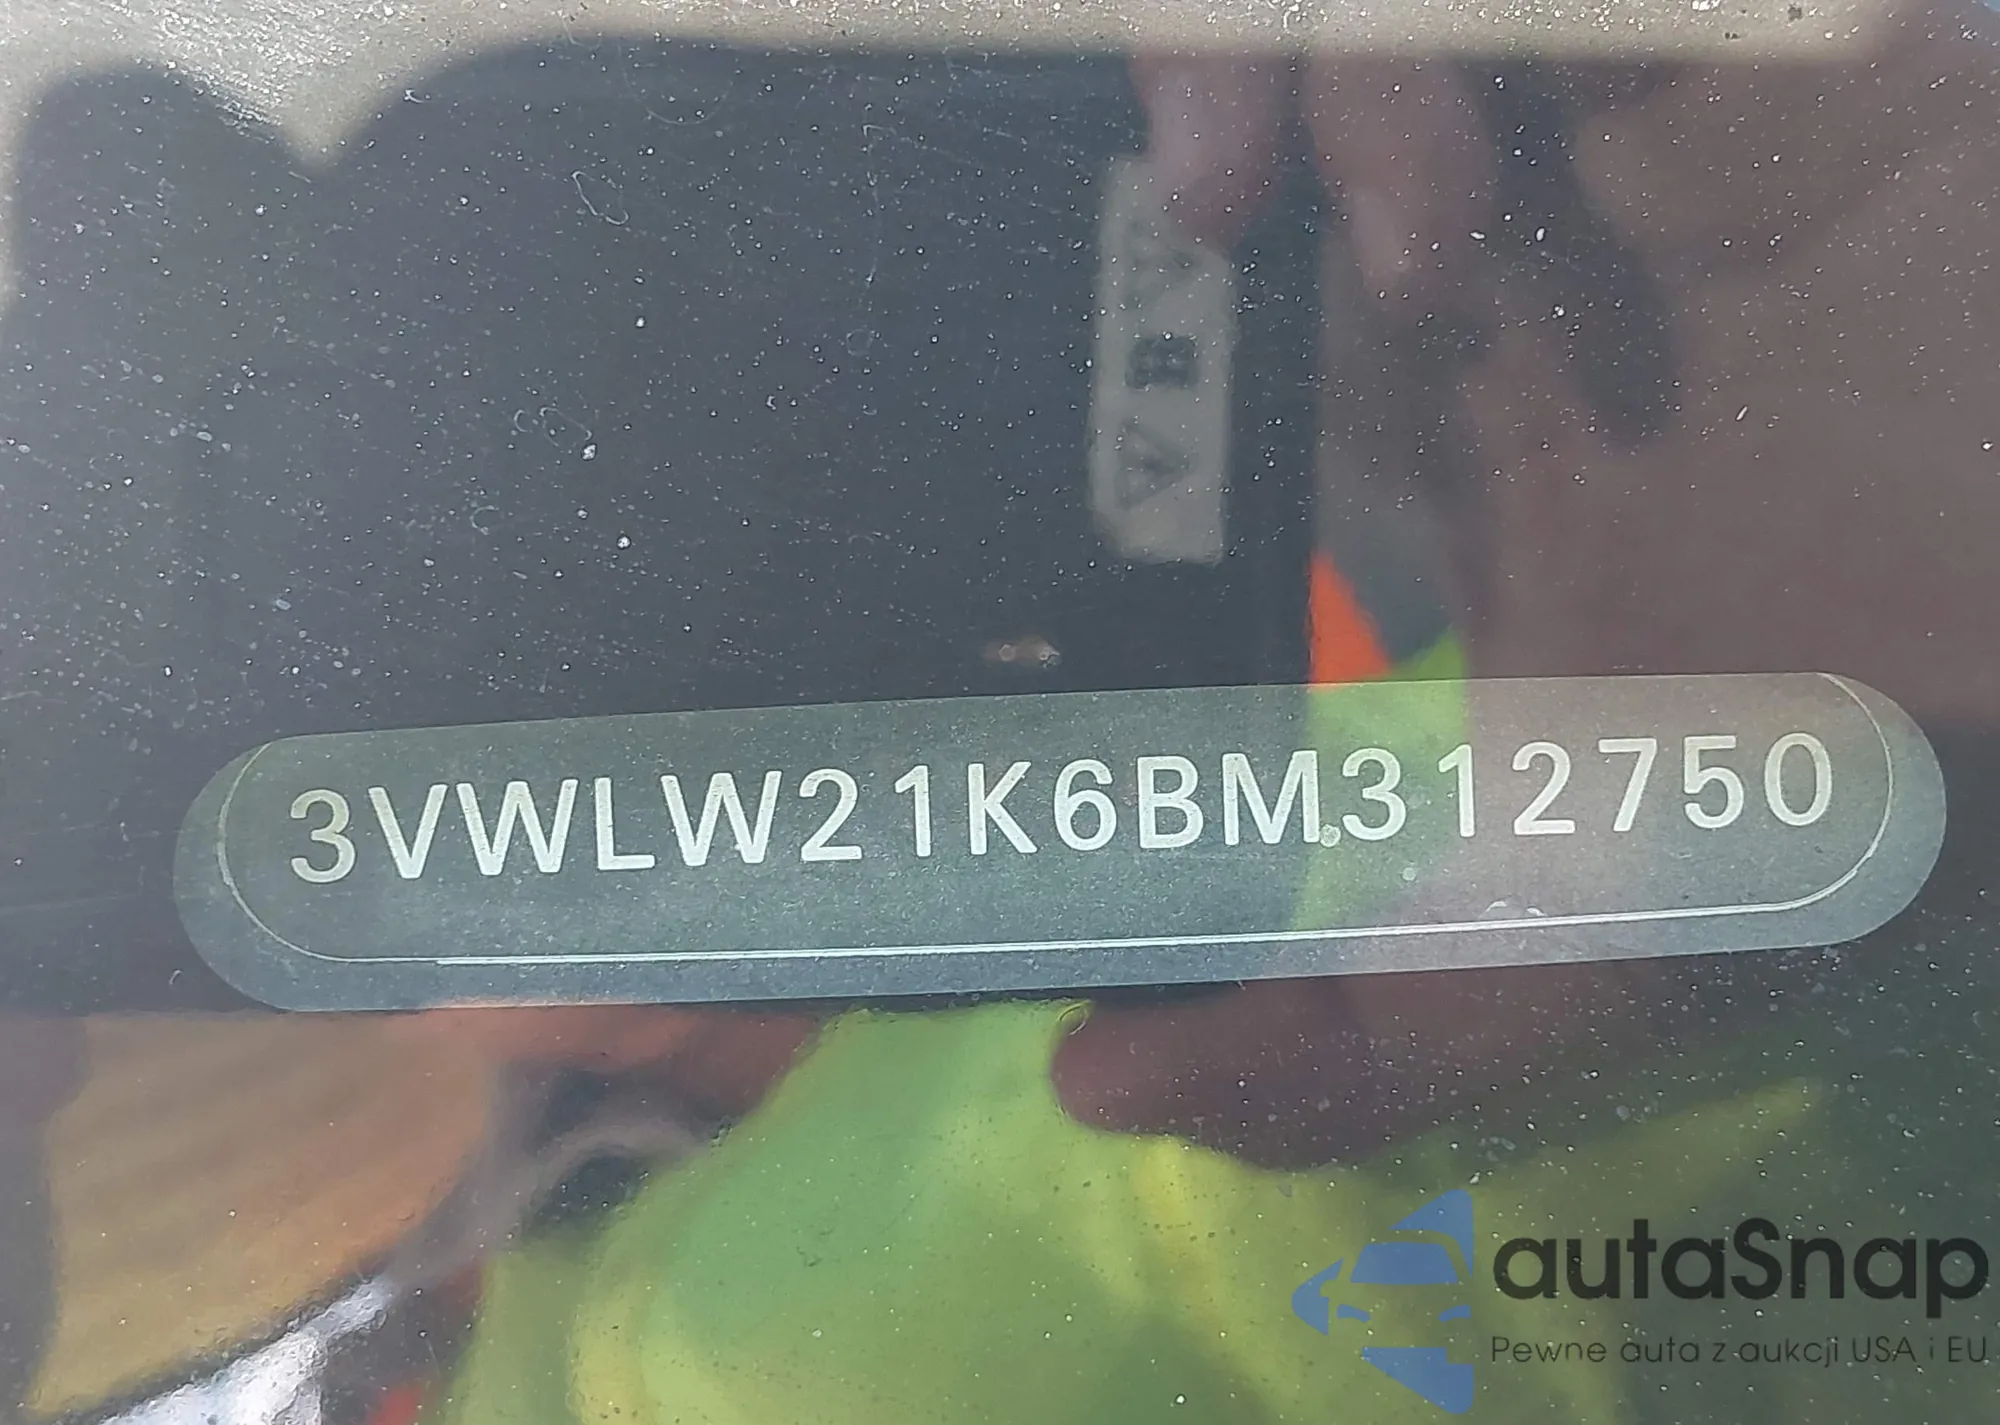 3VWLW21K6BM312750
autaSnap
Pewne auta z aukcji USA i EU